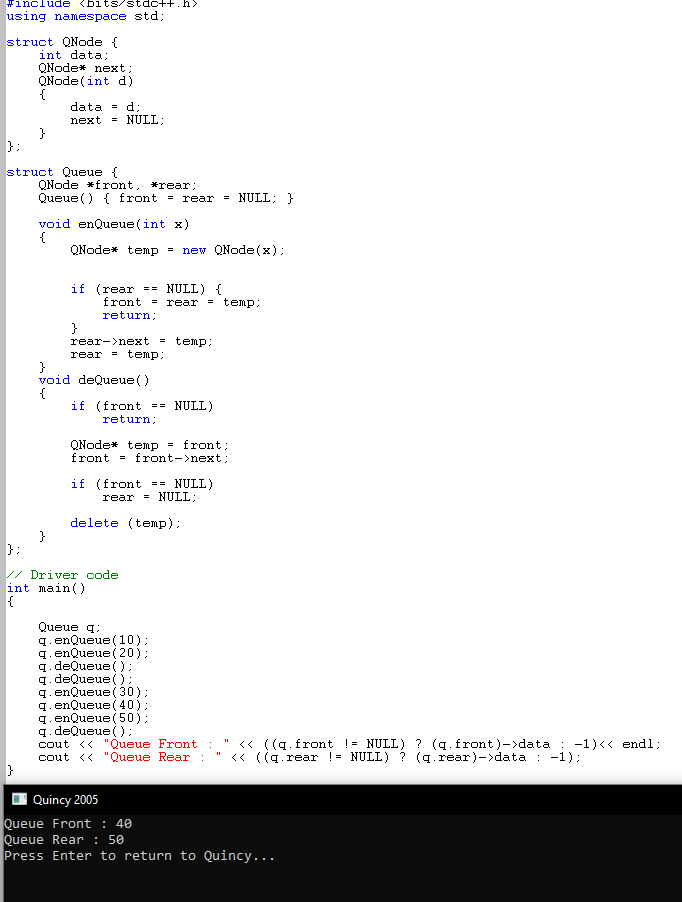 #include <bits/stdc++.h>
using namespace std;
struct QNode {
int data;
QNode* next;
QNode(int d)
{
data = d;
next = NULL;
}
};
struct Queue {
QNode *front, *rear;
Queue() { front = rear = NULL; }
void enQueue(int x)
{
QNode* temp = new QNode(x);
if (rear == NULL) {
front = rear = temp;
return;
}
rear->next = temp;
rear = temp;
}
void deQueue()
{
if (front == NULL)
return;
QNode* temp = front;
front = front->next;
if (front == NULL)
rear = NULL;
delete (temp);
}
};
// Driver code
int main()
{
Queue q;
q.enQueue(10);
q.enQueue(20);
q.deQueue();
q.deQueue();
q.enQueue(30);
q.enQueue(40);
q.enQueue(50);
q.deQueue();
cout << "Queue Front : " << ((q.front != NULL) ? (q.front)->data : -1)<< endl;
cout << "Queue Rear : " << ((q.rear != NULL) ? (q.rear)->data : -1);
}
Quincy 2005
Queue Front : 40
Queue Rear : 50
Press Enter to return to Quincy...